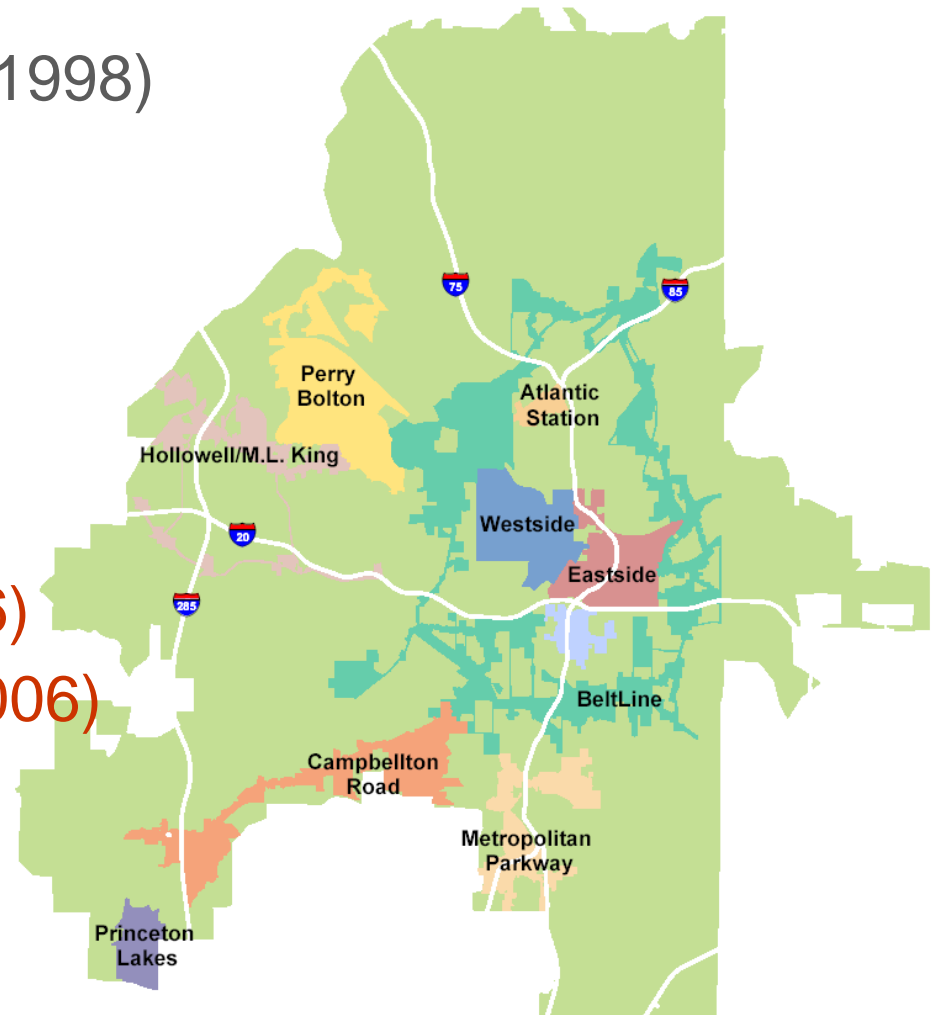 1998)
75
85
Perry
Bolton
Atlantic
Station
Hollowell/M.L. King
Westside
20
Eastside
285
6)
006)
BeltLine
Campbellton
Road
Metropolitan
Parkway
Princeton
Lakes